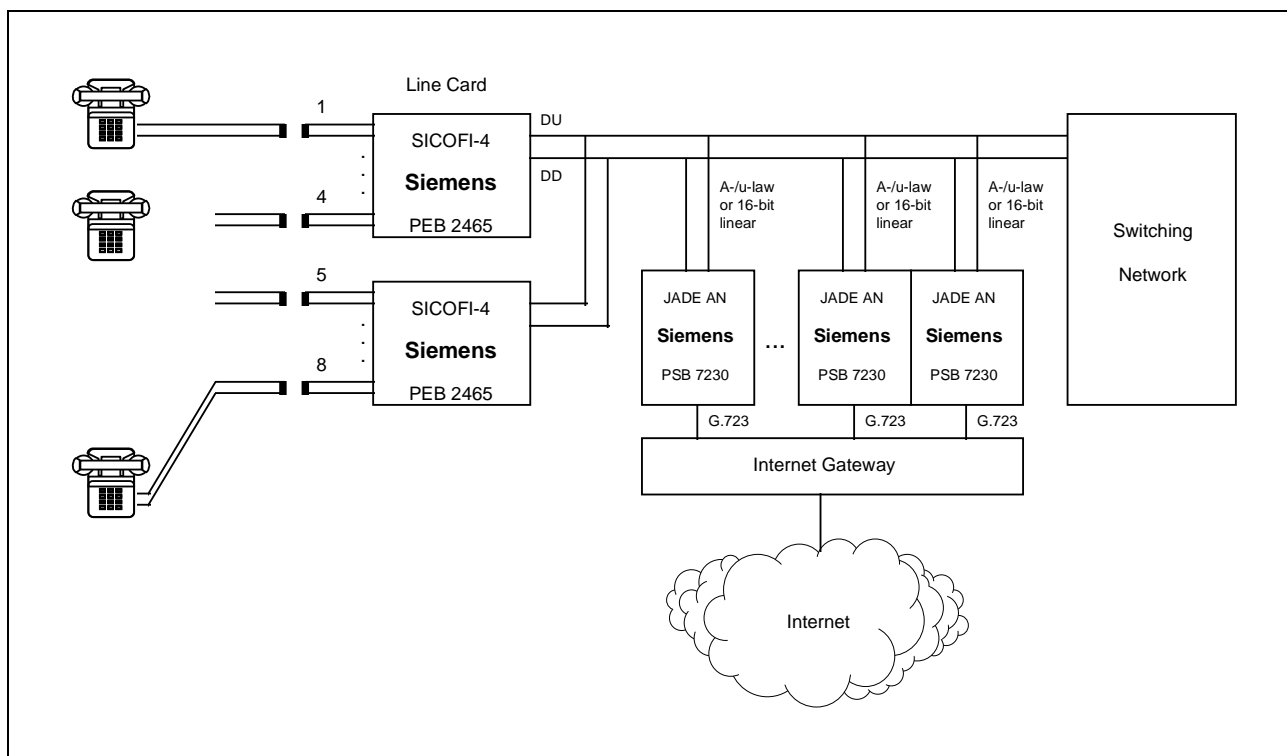 Line Card
1
SICOFI-4
Siemens
PEB 2465
4
DU
DD
5
SICOFI-4
Siemens
PEB 2465
8
A-/u-law
or 16-bit
linear
A-/u-law
or 16-bit
linear
A-/u-law
or 16-bit
linear
JADE AN
Siemens
PSB 7230
...
JADE AN
Siemens
PSB 7230
JADE AN
Siemens
PSB 7230
Switching
Network
G.723
G.723
G.723
Internet Gateway
Internet